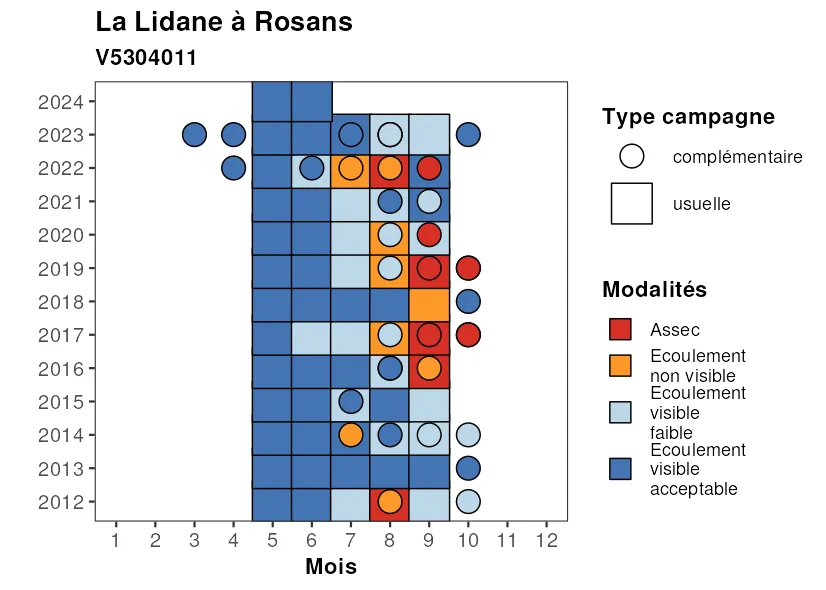 La Lidane à Rosans
V5304011
2024
2023
2022
2021
2020
2019
2018
2017
2016
2015
2014
2013
2012
1 2 3 4 5 6 7 8 9 10 11 12
Mois
Type campagne
complémentaire
usuelle
Modalités
Assec
Ecoulement
non visible
Ecoulement
visible
faible
Ecoulement
visible
acceptable